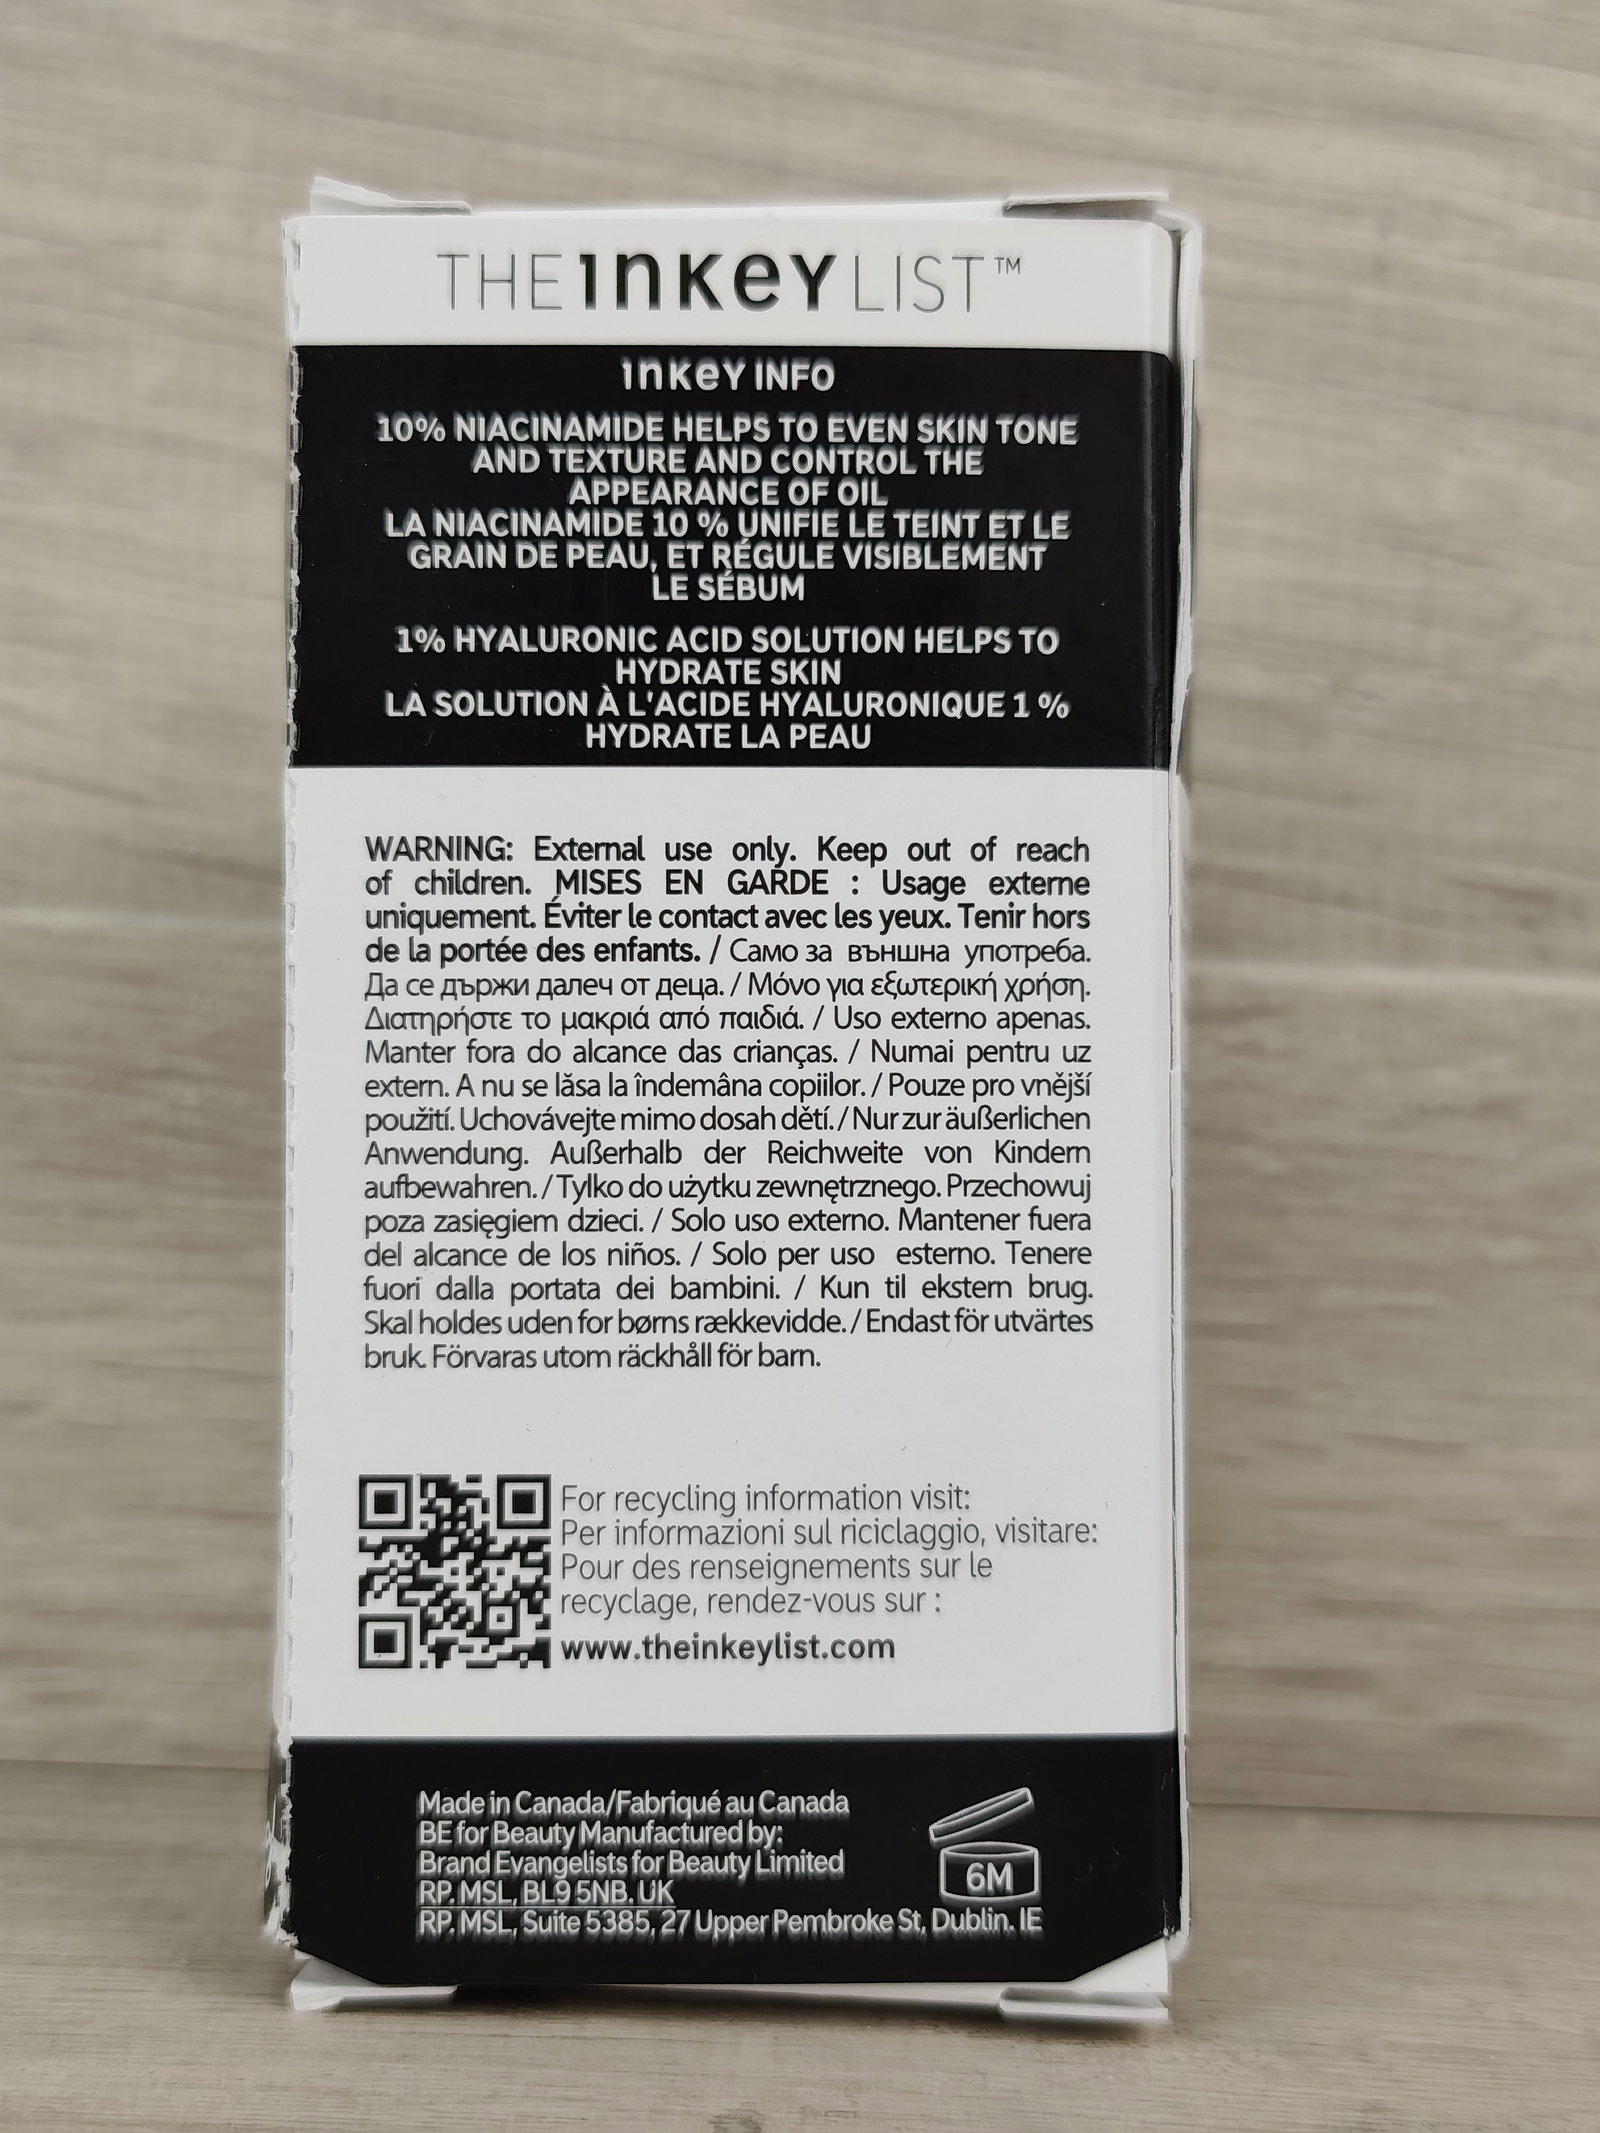 THE INKEY LIST™
INKEY INFO
10% NIACINAMIDE HELPS TO EVEN SKIN TONE
AND TEXTURE AND CONTROL THE
APPEARANCE OF OIL
LA NIACINAMIDE 10 % UNIFIE LE TEINT ET LE
GRAIN DE PEAU, ET RÉGULE VISIBLEMENT
LE SÉBUM
1% HYALURONIC ACID SOLUTION HELPS TO
HYDRATE SKIN
LA SOLUTION À L'ACIDE HYALURONIQUE 1 %
HYDRATE LA PEAU
WARNING: External use only. Keep out of reach
of children. MISES EN GARDE : Usage externe
uniquement. Éviter le contact avec les yeux. Tenir hors
de la portée des enfants. / Само за външна употреба.
Да се държи далеч от деца. / Μόνο για εξωτερική χρήση.
Διατηρήστε το μακριά από παιδιά. / Uso externo apenas.
Manter fora do alcance das crianças. / Numai pentru uz
extern. A nu se lăsa la îndemâna copiilor. / Pouze pro vnější
použití. Uchovávejte mimo dosah dětí. / Nur zur äußerlichen
Anwendung. Außerhalb der Reichweite von Kindern
aufbewahren. / Tylko do użytku zewnętrznego. Przechowuj
poza zasięgiem dzieci. / Solo uso externo. Mantener fuera
del alcance de los niños. / Solo per uso esterno. Tenere
fuori dalla portata dei bambini. / Kun til ekstern brug.
Skal holdes uden for børns rækkevidde. / Endast för utvärtes
bruk. Förvaras utom räckhåll för barn.
For recycling information visit:
Per informazioni sul riciclaggio, visitare:
Pour des renseignements sur le
recyclage, rendez-vous sur :
www.theinkeylist.com
Made in Canada/Fabriqué au Canada
BE for Beauty Manufactured by:
Brand Evangelists for Beauty Limited
RP. MSL, BL9 5NB. UK
RP. MSL, Suite 5385, 27 Upper Pembroke St, Dublin. IE
6M